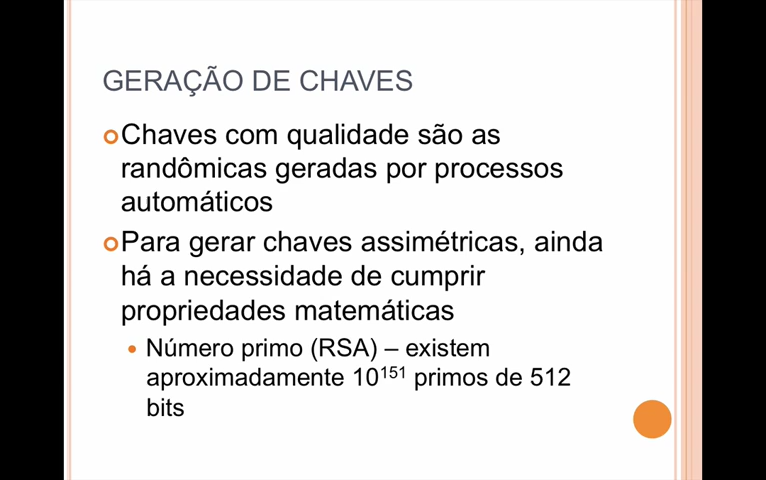 GERAÇÃO DE CHAVES
Chaves com qualidade são as
randômicas geradas por processos
automáticos
Para gerar chaves assimétricas, ainda
há a necessidade de cumprir
propriedades matemáticas
• Número primo (RSA) – existem
aproximadamente 10¹⁵¹ primos de 512
bits